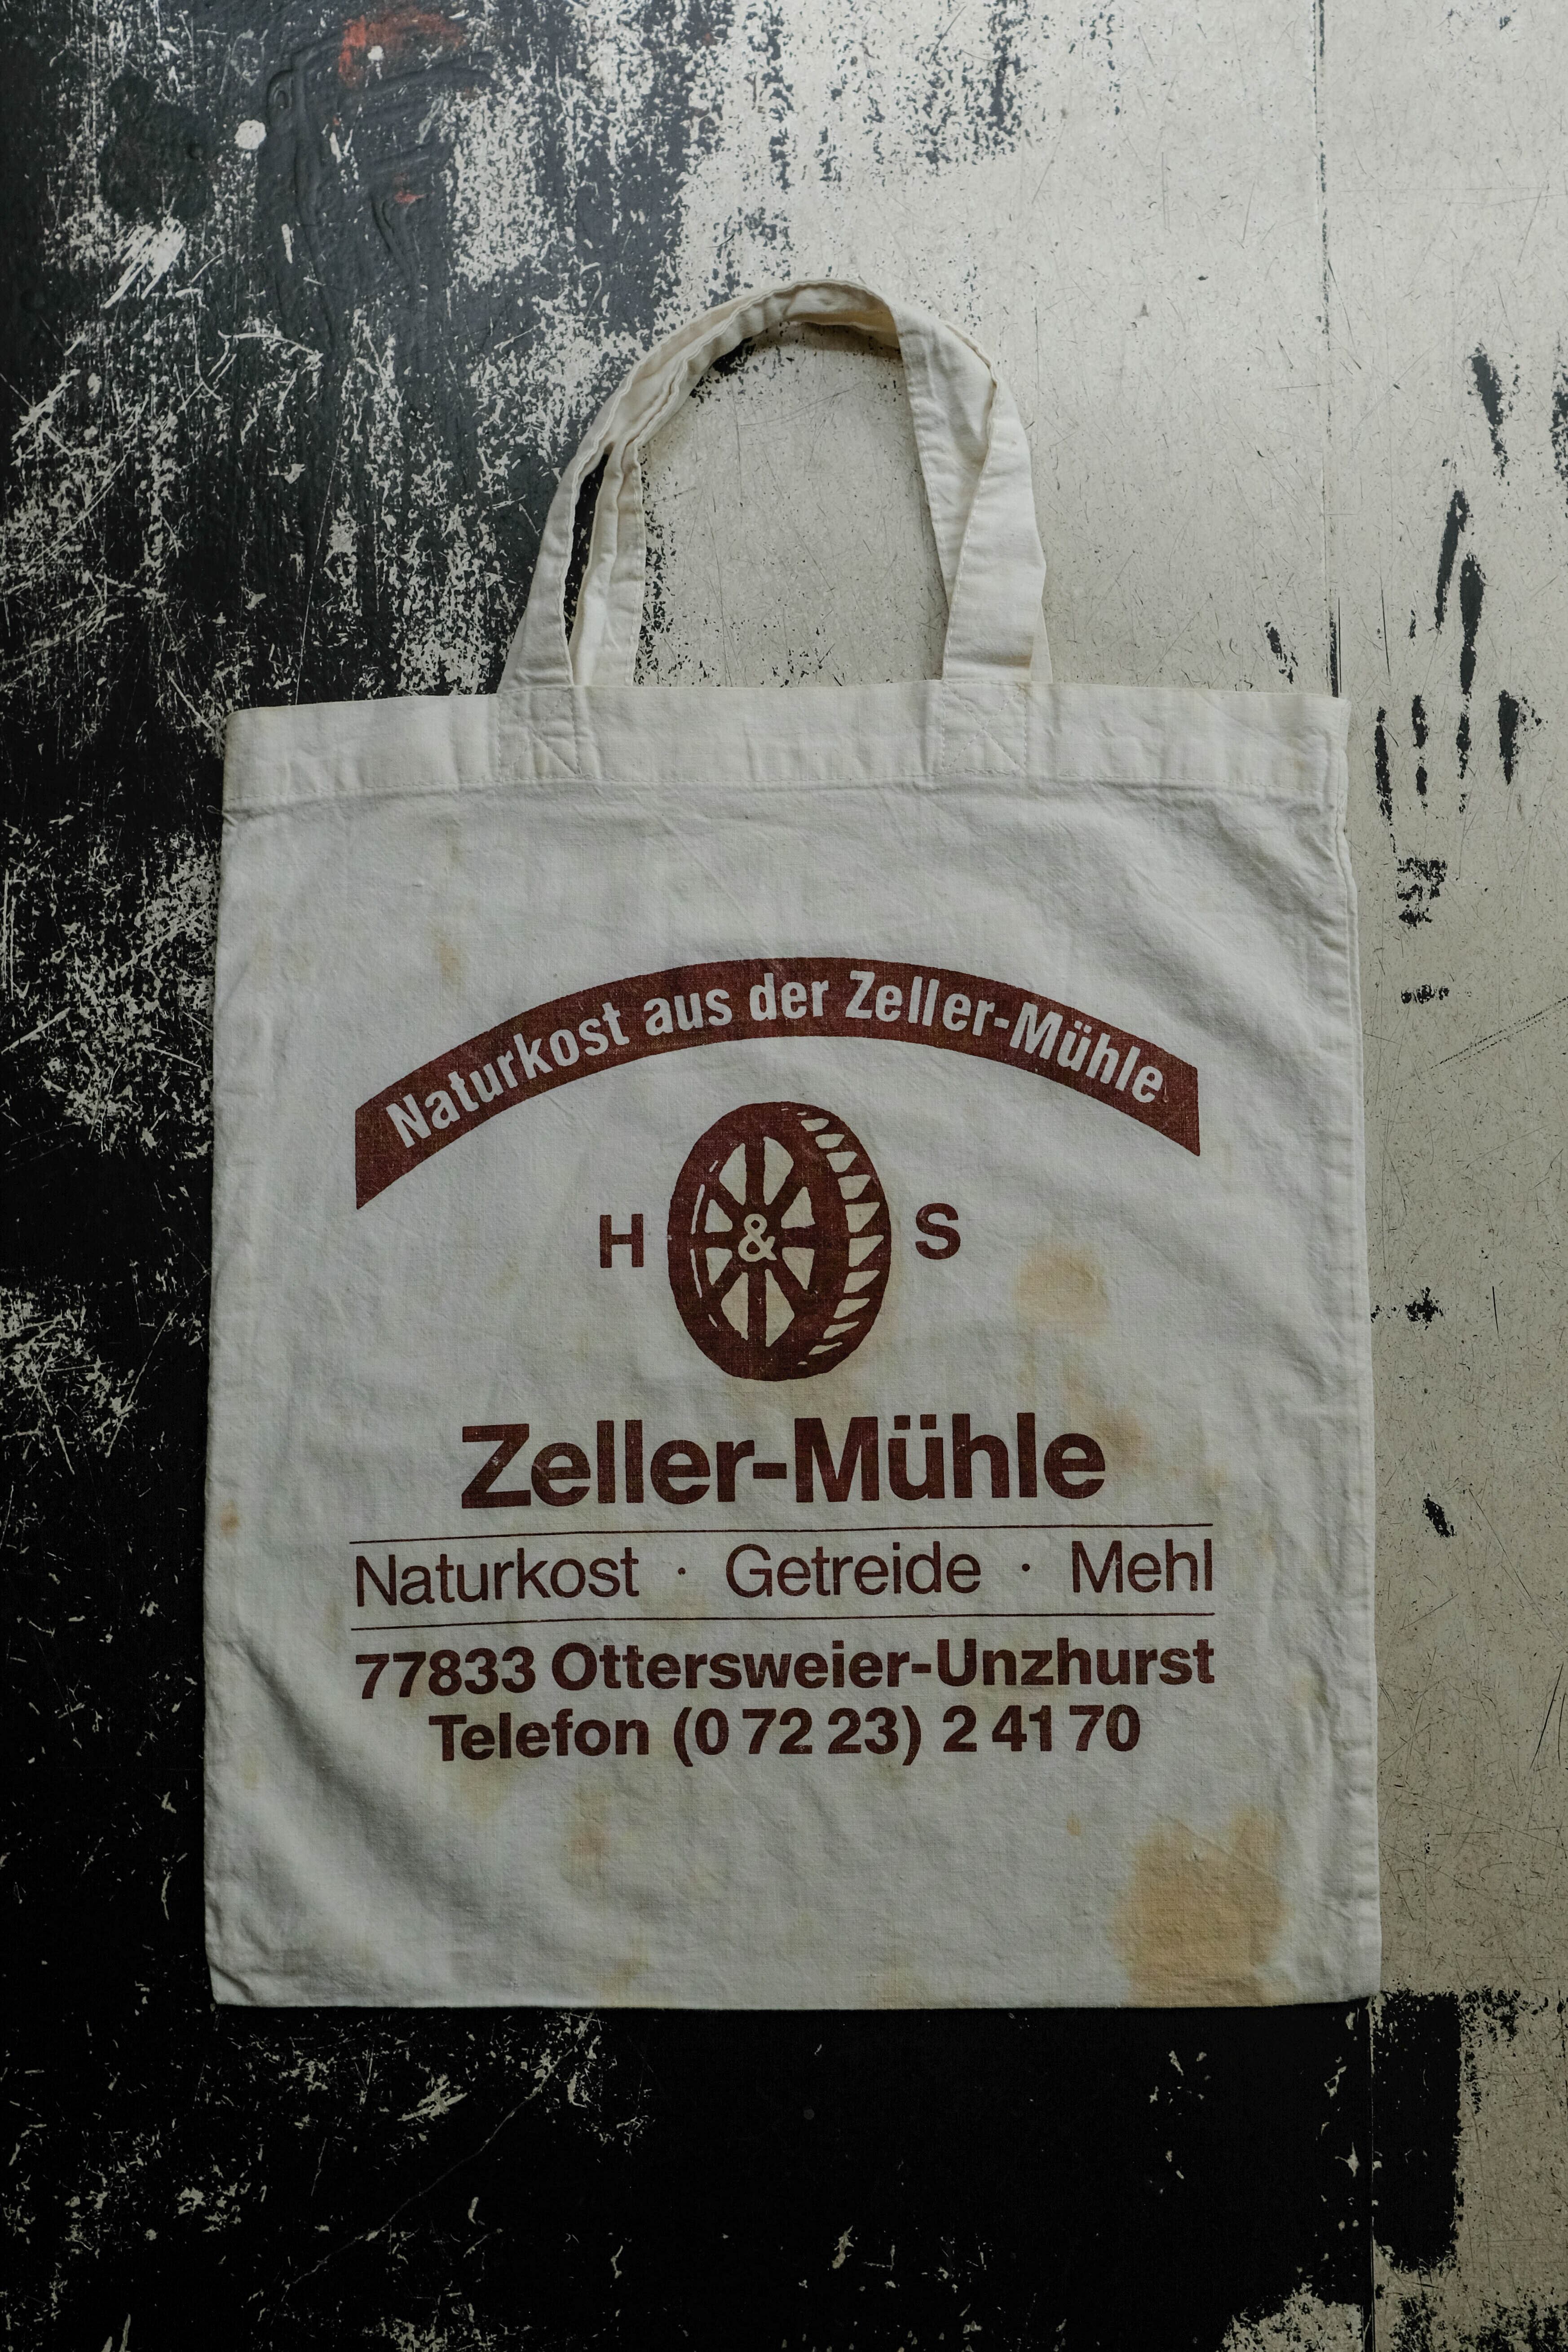 Naturkost aus der Zeller-Mühle
H & S
Zeller-Mühle
Naturkost · Getreide · Mehl
77833 Ottersweier-Unzhurst
Telefon (0 72 23) 2 41 70